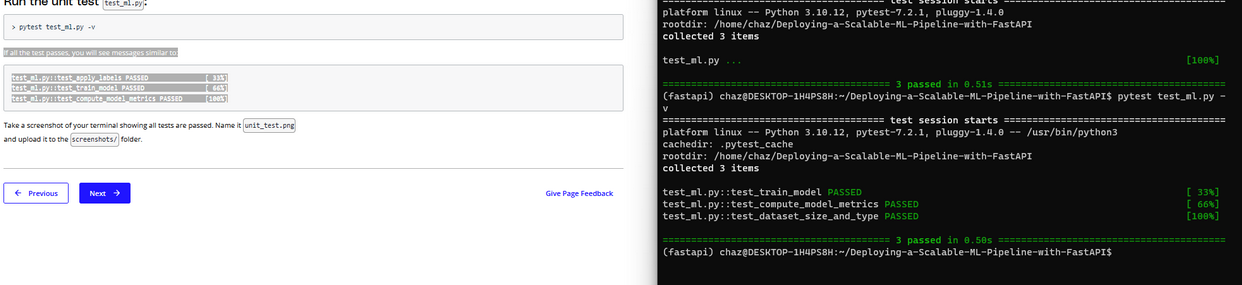 Run the unit test test_ml.py:
> pytest test_ml.py -v
If all the test passes, you will see messages similar to
test_ml.py::test_apply_labels PASSED [ 33%]
test_ml.py::test_train_model PASSED [ 66%]
test_ml.py::test_compute_model_metrics PASSED [100%]
Take a screenshot of your terminal showing all tests are passed. Name it unit_test.png
and upload it to the screenshots/ folder.
← Previous
Next →
Give Page Feedback
====================================== test session starts ======================================
platform linux -- Python 3.10.12, pytest-7.2.1, pluggy-1.4.0
rootdir: /home/chaz/Deploying-a-Scalable-ML-Pipeline-with-FastAPI
collected 3 items
test_ml.py ... [100%]
======================================= 3 passed in 0.51s =======================================
(fastapi) chaz@DESKTOP-1H4PS8H:~/Deploying-a-Scalable-ML-Pipeline-with-FastAPI$ pytest test_ml.py -
v
====================================== test session starts ======================================
platform linux -- Python 3.10.12, pytest-7.2.1, pluggy-1.4.0 -- /usr/bin/python3
cachedir: .pytest_cache
rootdir: /home/chaz/Deploying-a-Scalable-ML-Pipeline-with-FastAPI
collected 3 items
test_ml.py::test_train_model PASSED [ 33%]
test_ml.py::test_compute_model_metrics PASSED [ 66%]
test_ml.py::test_dataset_size_and_type PASSED [100%]
======================================= 3 passed in 0.50s =======================================
(fastapi) chaz@DESKTOP-1H4PS8H:~/Deploying-a-Scalable-ML-Pipeline-with-FastAPI$